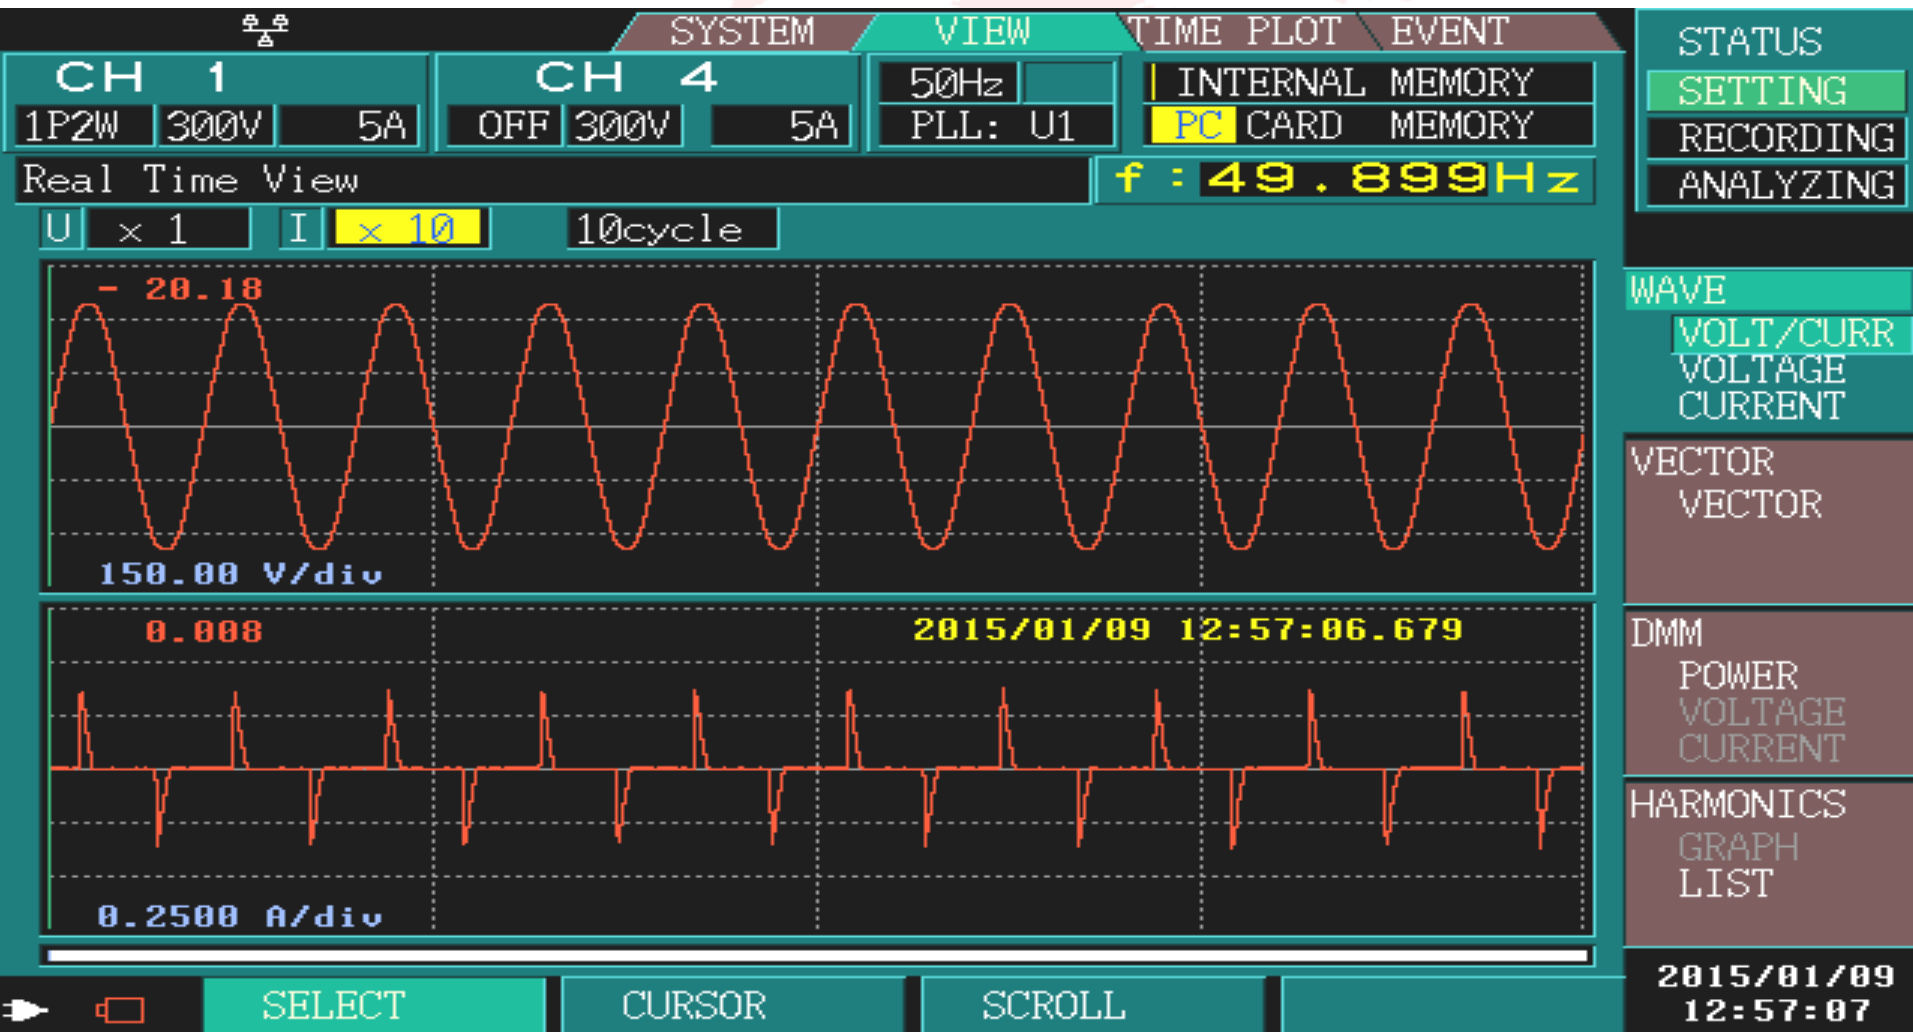 SYSTEM VIEW TIME PLOT EVENT
STATUS
SETTING
RECORDING
ANALYZING
CH 1
1P2W 300V 5A
CH 4
OFF 300V 5A
50Hz
PLL: U1
INTERNAL MEMORY
PC CARD MEMORY
Real Time View
f:49.899Hz
U × 1 I × 10 10cycle
- 20.18
150.00 V/div
0.008
2015/01/09 12:57:06.679
0.2500 A/div
WAVE
VOLT/CURR
VOLTAGE
CURRENT
VECTOR
VECTOR
DMM
POWER
VOLTAGE
CURRENT
HARMONICS
GRAPH
LIST
SELECT CURSOR SCROLL
2015/01/09
12:57:07